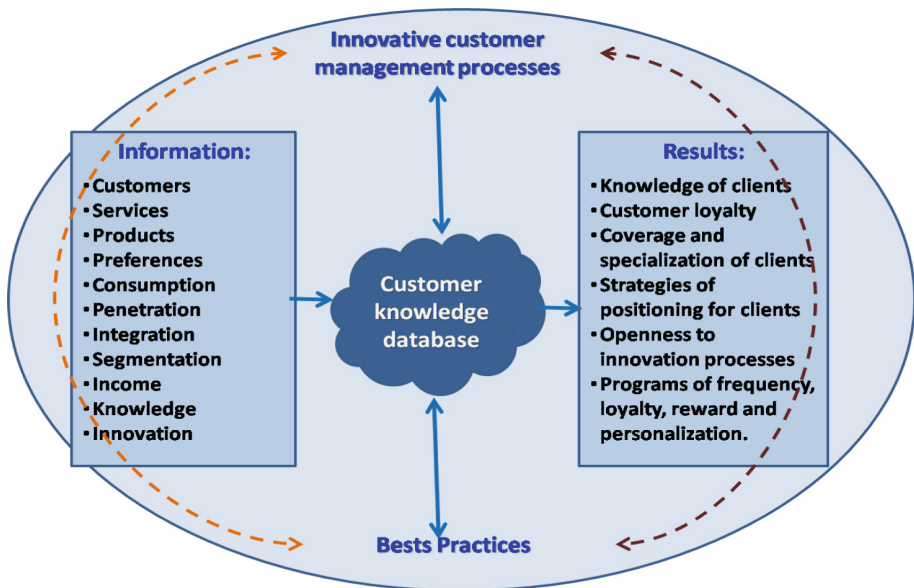 Innovative customer
management processes
Information:
•Customers
•Services
•Products
•Preferences
•Consumption
•Penetration
•Integration
•Segmentation
•Income
•Knowledge
•Innovation
Customer
knowledge
database
Results:
•Knowledge of clients
•Customer loyalty
•Coverage and
specialization of clients
•Strategies of
positioning for clients
•Openness to
innovation processes
•Programs of frequency,
loyalty, reward and
personalization.
Bests Practices